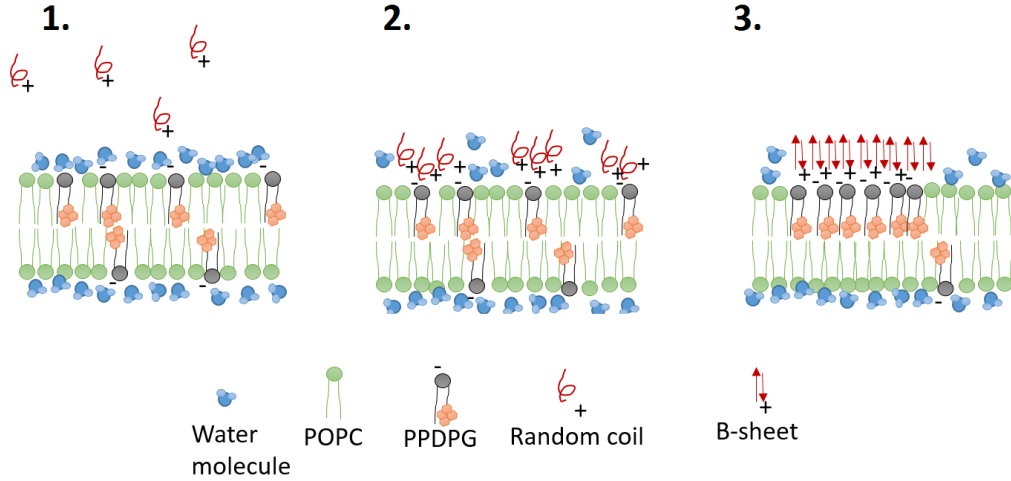 1.
2.
3.
Water
molecule
POPC
PPDPG
Random coil
B-sheet